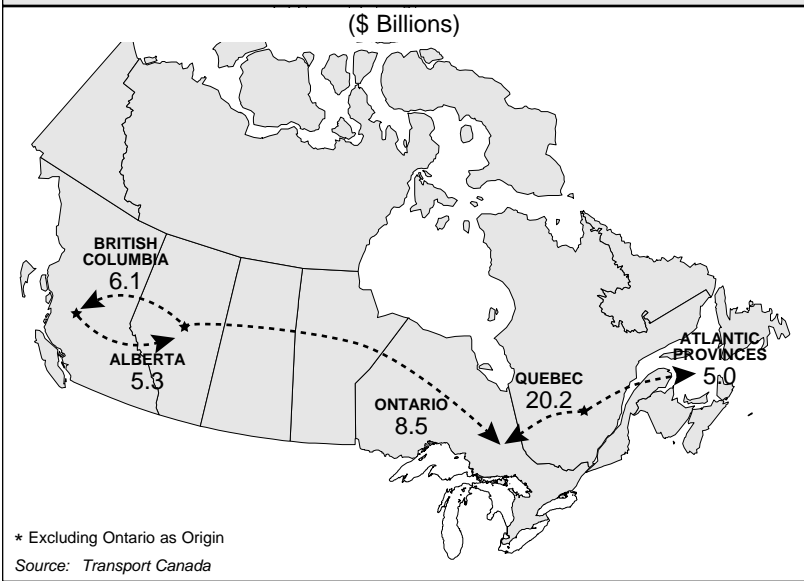 ($ Billions)
BRITISH
COLUMBIA
6.1
ALBERTA
5.3
ONTARIO
8.5
QUEBEC
20.2
ATLANTIC
PROVINCES
5.0
* Excluding Ontario as Origin
Source: Transport Canada